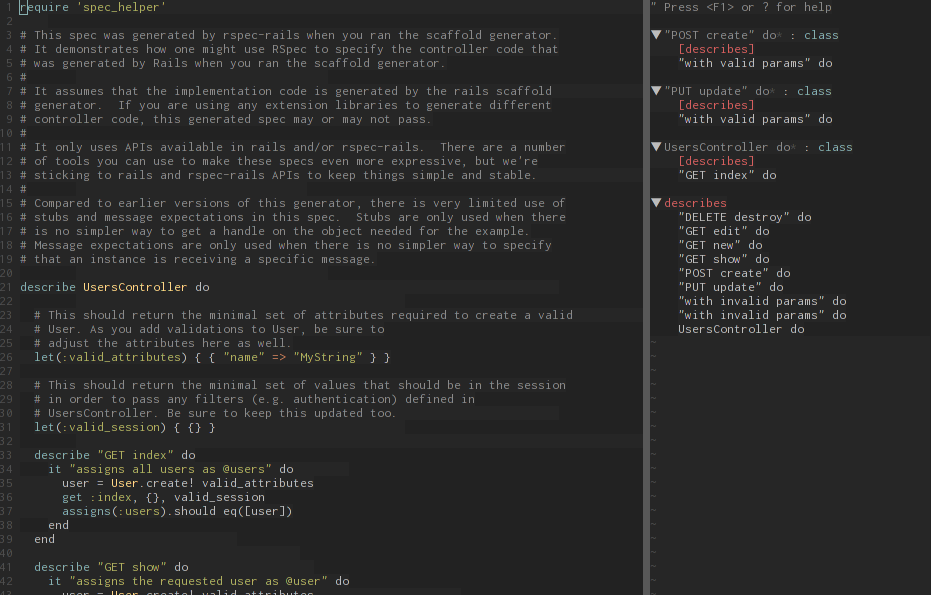 1 require 'spec_helper'
2
3 # This spec was generated by rspec-rails when you ran the scaffold generator.
4 # It demonstrates how one might use RSpec to specify the controller code that
5 # was generated by Rails when you ran the scaffold generator.
6 #
7 # It assumes that the implementation code is generated by the rails scaffold
8 # generator.  If you are using any extension libraries to generate different
9 # controller code, this generated spec may or may not pass.
10 #
11 # It only uses APIs available in rails and/or rspec-rails.  There are a number
12 # of tools you can use to make these specs even more expressive, but we're
13 # sticking to rails and rspec-rails APIs to keep things simple and stable.
14 #
15 # Compared to earlier versions of this generator, there is very limited use of
16 # stubs and message expectations in this spec.  Stubs are only used when there
17 # is no simpler way to get a handle on the object needed for the example.
18 # Message expectations are only used when there is no simpler way to specify
19 # that an instance is receiving a specific message.
20
21 describe UsersController do
22
23   # This should return the minimal set of attributes required to create a valid
24   # User. As you add validations to User, be sure to
25   # adjust the attributes here as well.
26   let(:valid_attributes) { { "name" => "MyString" } }
27
28   # This should return the minimal set of values that should be in the session
29   # in order to pass any filters (e.g. authentication) defined in
30   # UsersController. Be sure to keep this updated too.
31   let(:valid_session) { {} }
32
33   describe "GET index" do
34     it "assigns all users as @users" do
35       user = User.create! valid_attributes
36       get :index, {}, valid_session
37       assigns(:users).should eq([user])
38     end
39   end
40
41   describe "GET show" do
42     it "assigns the requested user as @user" do
43       user = User.create! valid_attributes
" Press <F1> or ? for help
▼ "POST create" do* : class
[describes]
"with valid params" do
▼ "PUT update" do* : class
[describes]
"with valid params" do
▼ UsersController do* : class
[describes]
"GET index" do
▼ describes
"DELETE destroy" do
"GET edit" do
"GET new" do
"GET show" do
"POST create" do
"PUT update" do
"with invalid params" do
"with invalid params" do
UsersController do